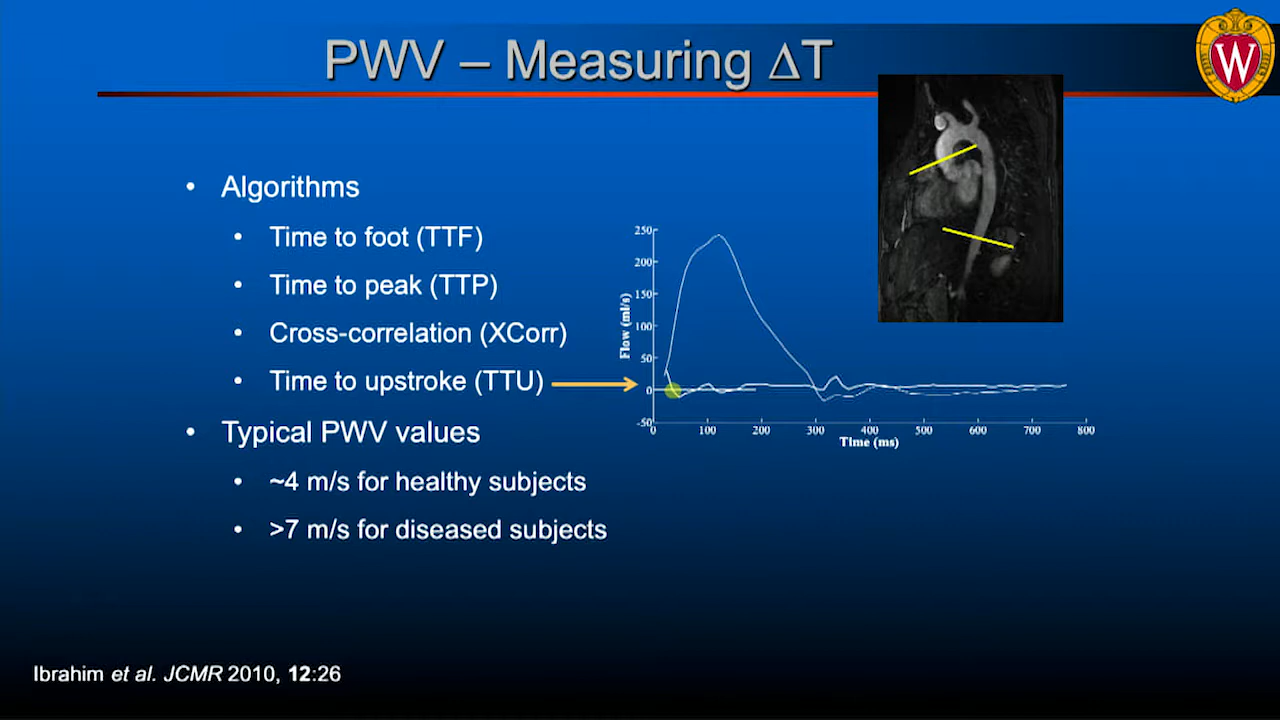 PWV – Measuring ΔT
W
• Algorithms
• Time to foot (TTF)
• Time to peak (TTP)
• Cross-correlation (XCorr)
• Time to upstroke (TTU)
• Typical PWV values
• ~4 m/s for healthy subjects
• >7 m/s for diseased subjects
250
200
150
100
50
0
-50
Flow (ml/s)
0 100 200 300 400 500 600 700 800
Time (ms)
Ibrahim et al. JCMR 2010, 12:26